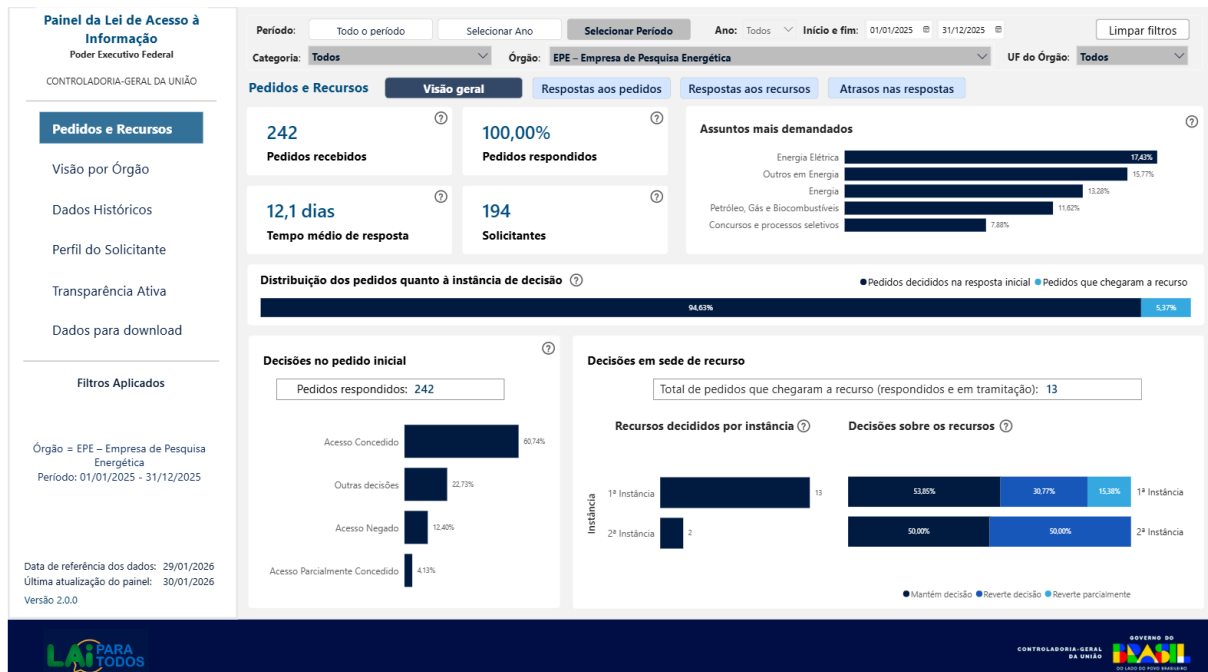 Painel da Lei de Acesso à
Informação
Poder Executivo Federal
CONTROLADORIA-GERAL DA UNIÃO
Pedidos e Recursos
Visão por Órgão
Dados Históricos
Perfil do Solicitante
Transparência Ativa
Dados para download
Filtros Aplicados
Órgão = EPE – Empresa de Pesquisa
Energética
Período: 01/01/2025 - 31/12/2025
Data de referência dos dados: 29/01/2026
Última atualização do painel: 30/01/2026
Versão 2.0.0
Período: Todo o período Selecionar Ano Selecionar Período Ano: Todos Início e fim: 01/01/2025 31/12/2025 Limpar filtros
Categoria: Todos Órgão: EPE – Empresa de Pesquisa Energética UF do Órgão: Todos
Pedidos e Recursos Visão geral Respostas aos pedidos Respostas aos recursos Atrasos nas respostas
242
Pedidos recebidos
100,00%
Pedidos respondidos
12,1 dias
Tempo médio de resposta
194
Solicitantes
Assuntos mais demandados
Energia Elétrica 17,43%
Outros em Energia 15,77%
Energia 13,28%
Petróleo, Gás e Biocombustíveis 11,62%
Concursos e processos seletivos 7,88%
Distribuição dos pedidos quanto à instância de decisão ?
Pedidos decididos na resposta inicial Pedidos que chegaram a recurso
94,63% 5,37%
Decisões no pedido inicial
Pedidos respondidos: 242
Acesso Concedido 60,74%
Outras decisões 22,73%
Acesso Negado 12,40%
Acesso Parcialmente Concedido 4,13%
Decisões em sede de recurso
Total de pedidos que chegaram a recurso (respondidos e em tramitação): 13
Recursos decididos por instância ?
Instância
1ª Instância 13
2ª Instância 2
Decisões sobre os recursos ?
53,85% 30,77% 15,38% 1ª Instância
50,00% 50,00% 2ª Instância
Mantém decisão Reverte decisão Reverte parcialmente
LAi PARA
TODOS
CONTROLADORIA-GERAL
DA UNIÃO
GOVERNO DO
BRASIL
DO LADO DO POVO BRASILEIRO